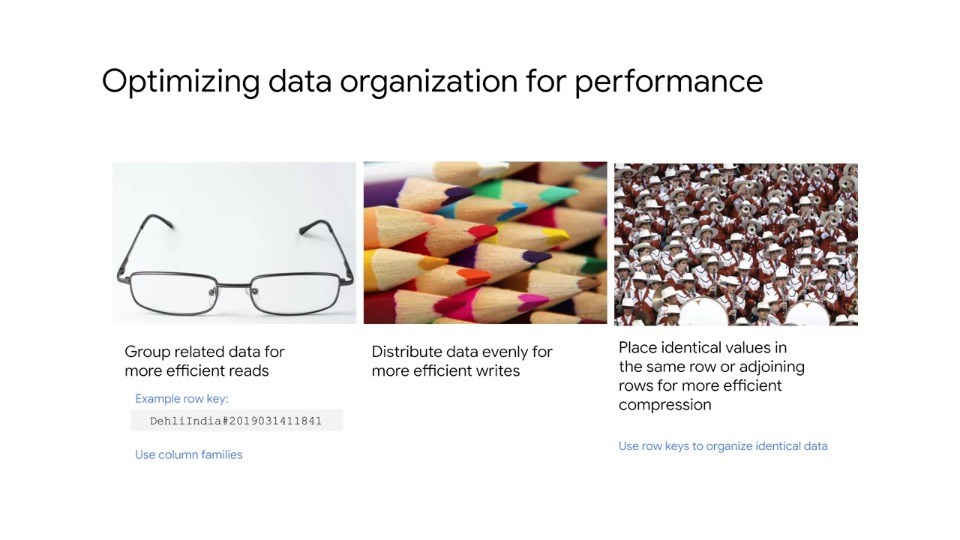 Optimizing data organization for performance
Group related data for
more efficient reads
Example row key:
DehliIndia#2019031411841
Use column families
Distribute data evenly for
more efficient writes
Place identical values in
the same row or adjoining
rows for more efficient
compression
Use row keys to organize identical data